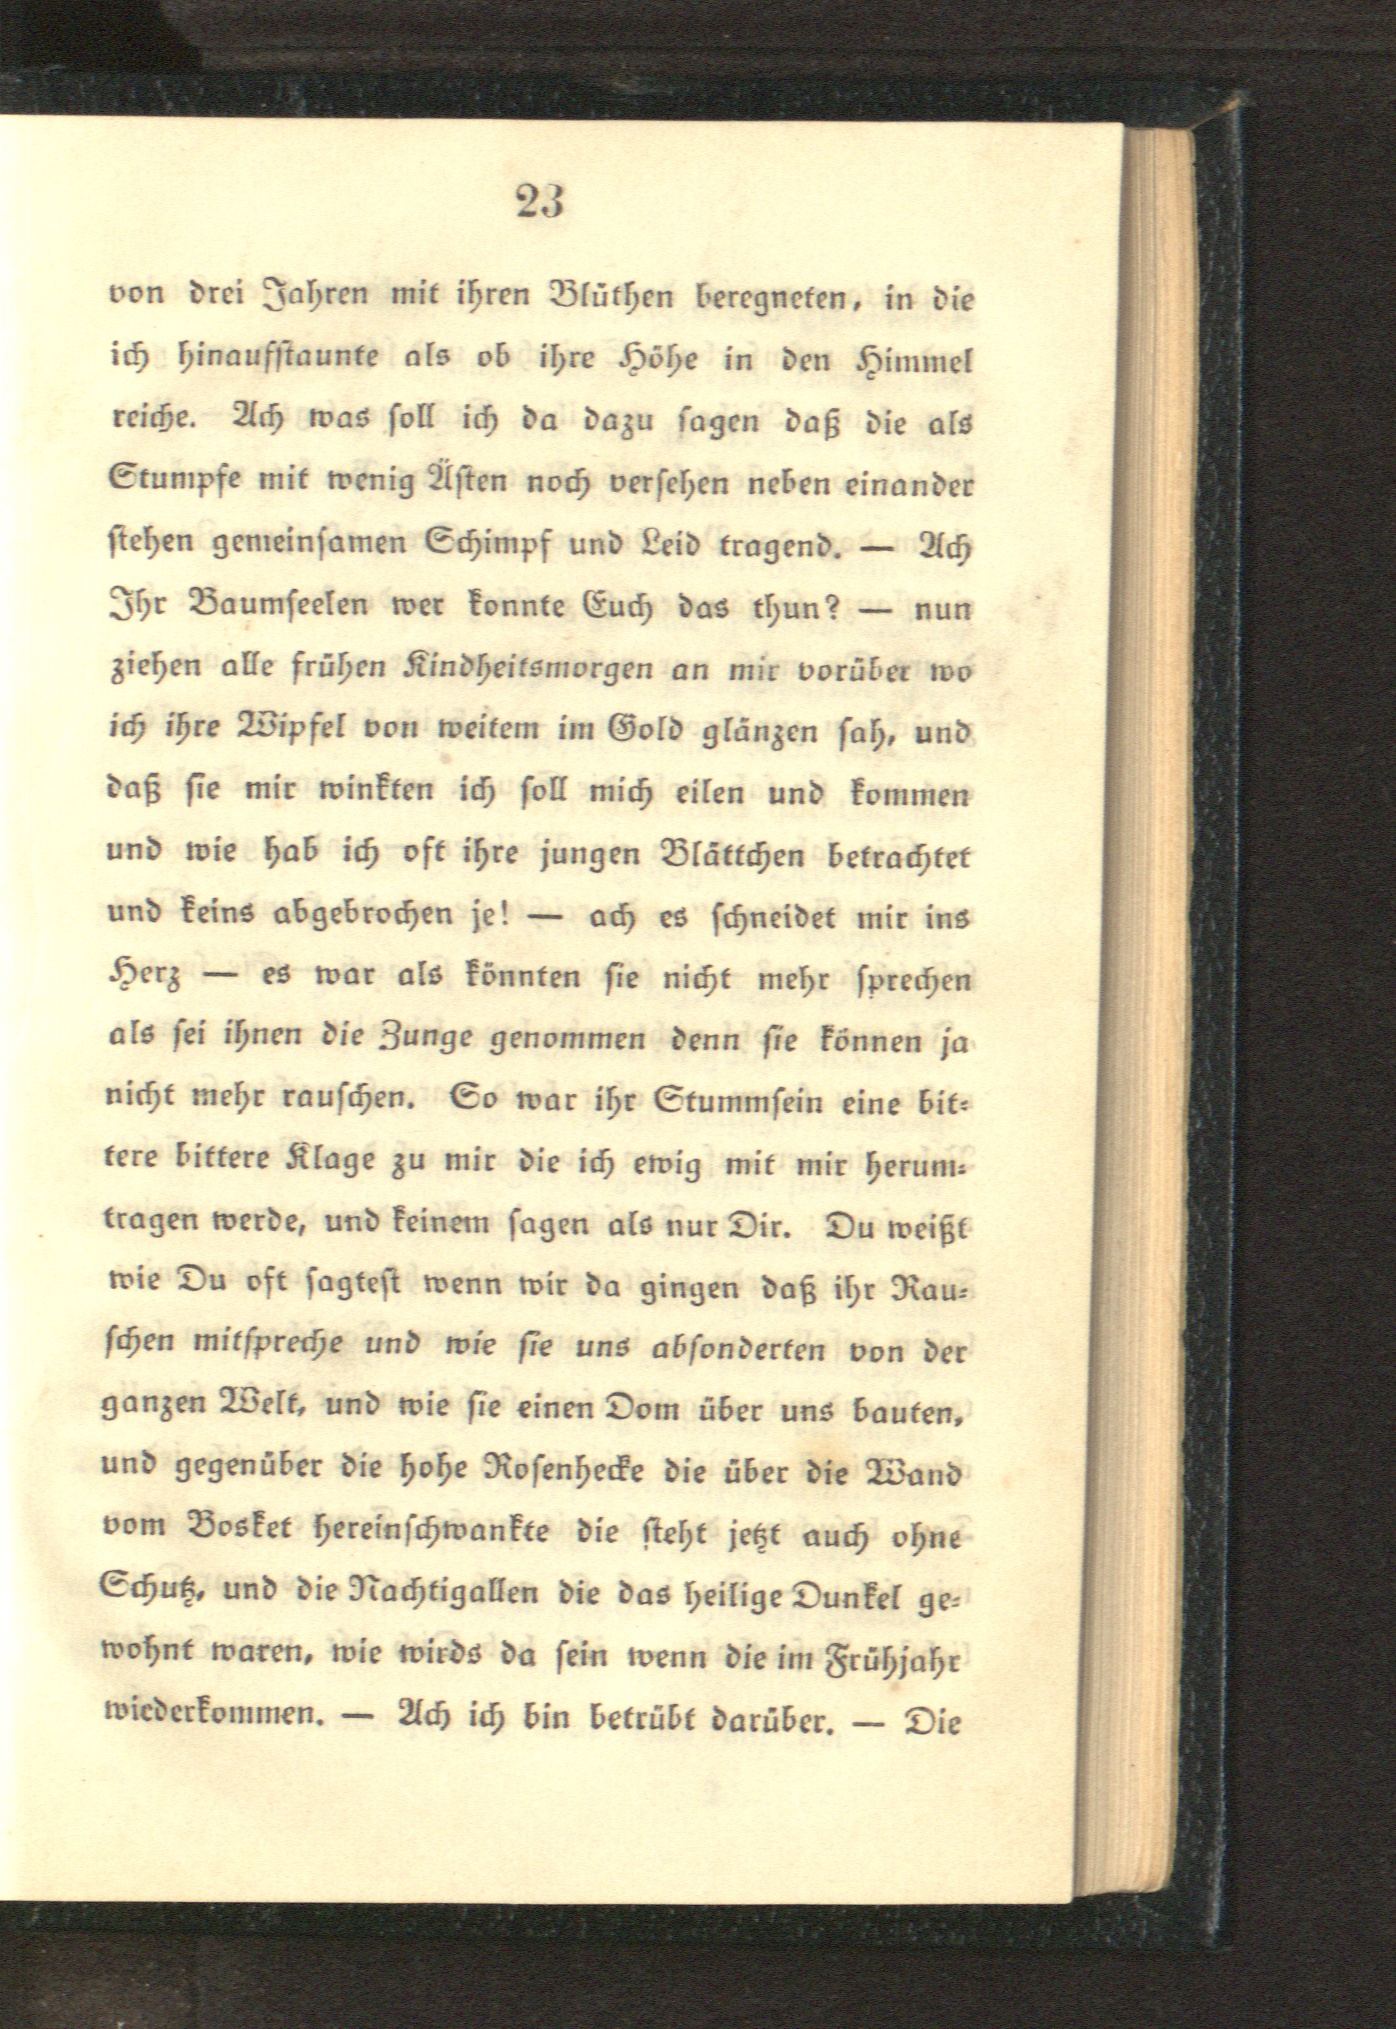 23
von drei Jahren mit ihren Blüthen beregneten, in die
ich hinaufstaunte als ob ihre Höhe in den Himmel
reiche. Ach was soll ich da dazu sagen daß die als
Stumpfe mit wenig Ästen noch versehen neben einander
stehen gemeinsamen Schimpf und Leid tragend. — Ach
Ihr Baumseelen wer konnte Euch das thun? — nun
ziehen alle frühen Kindheitsmorgen an mir vorüber wo
ich ihre Wipfel von weitem im Gold glänzen sah, und
daß sie mir winkten ich soll mich eilen und kommen
und wie hab ich oft ihre jungen Blättchen betrachtet
und keins abgebrochen je! — ach es schneidet mir ins
Herz — es war als könnten sie nicht mehr sprechen
als sei ihnen die Zunge genommen denn sie können ja
nicht mehr rauschen. So war ihr Stummsein eine bit-
tere bittere Klage zu mir die ich ewig mit mir herum-
tragen werde, und keinem sagen als nur Dir. Du weißt
wie Du oft sagtest wenn wir da gingen daß ihr Rau-
schen mitspreche und wie sie uns absonderten von der
ganzen Welt, und wie sie einen Dom über uns bauten,
und gegenüber die hohe Rosenhecke die über die Wand
vom Bosket hereinschwankte die steht jetzt auch ohne
Schutz, und die Nachtigallen die das heilige Dunkel ge-
wohnt waren, wie wirds da sein wenn die im Frühjahr
wiederkommen. — Ach ich bin betrübt darüber. — Die